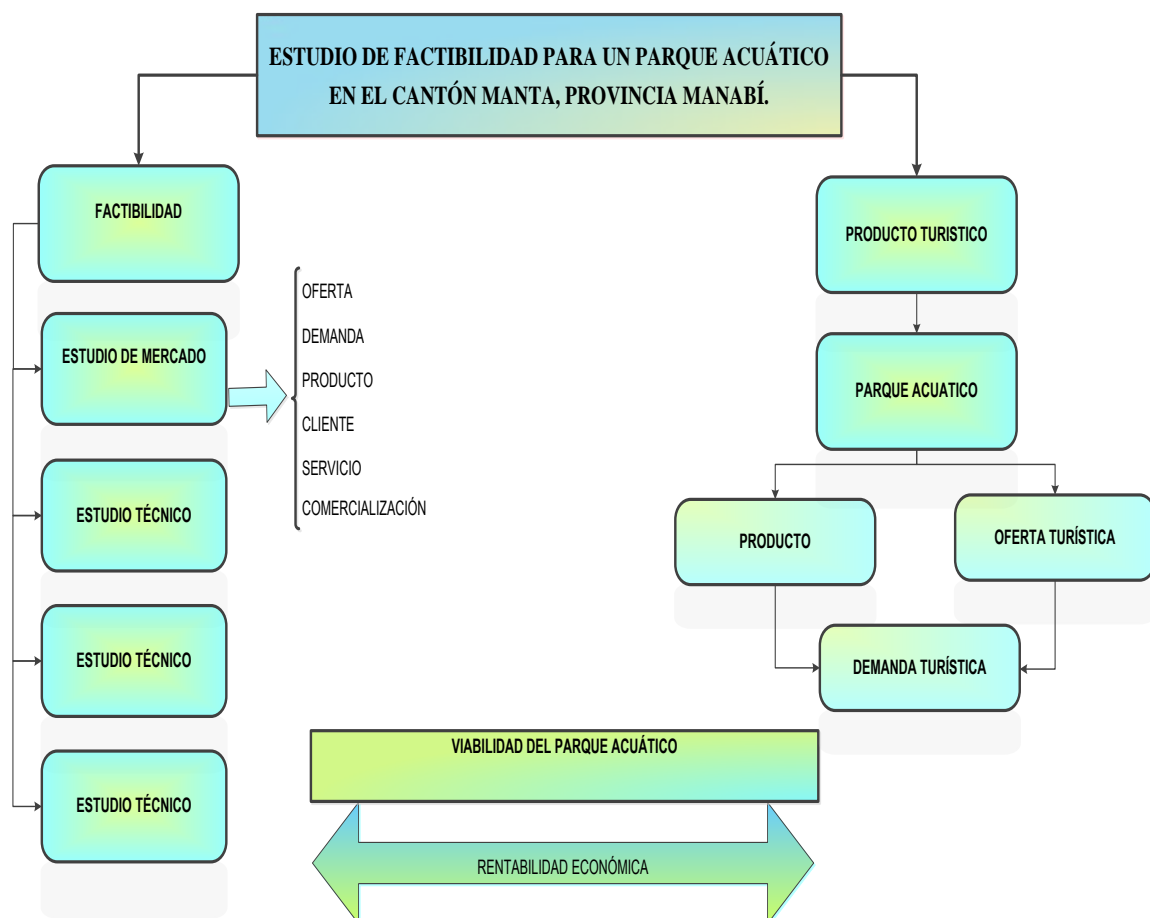 ESTUDIO DE FACTIBILIDAD PARA UN PARQUE ACUÁTICO
EN EL CANTÓN MANTA, PROVINCIA MANABÍ.
FACTIBILIDAD
ESTUDIO DE MERCADO
OFERTA
DEMANDA
PRODUCTO
CLIENTE
SERVICIO
COMERCIALIZACIÓN
ESTUDIO TÉCNICO
ESTUDIO TÉCNICO
ESTUDIO TÉCNICO
PRODUCTO TURISTICO
PARQUE ACUATICO
PRODUCTO
OFERTA TURÍSTICA
DEMANDA TURÍSTICA
VIABILIDAD DEL PARQUE ACUÁTICO
RENTABILIDAD ECONÓMICA